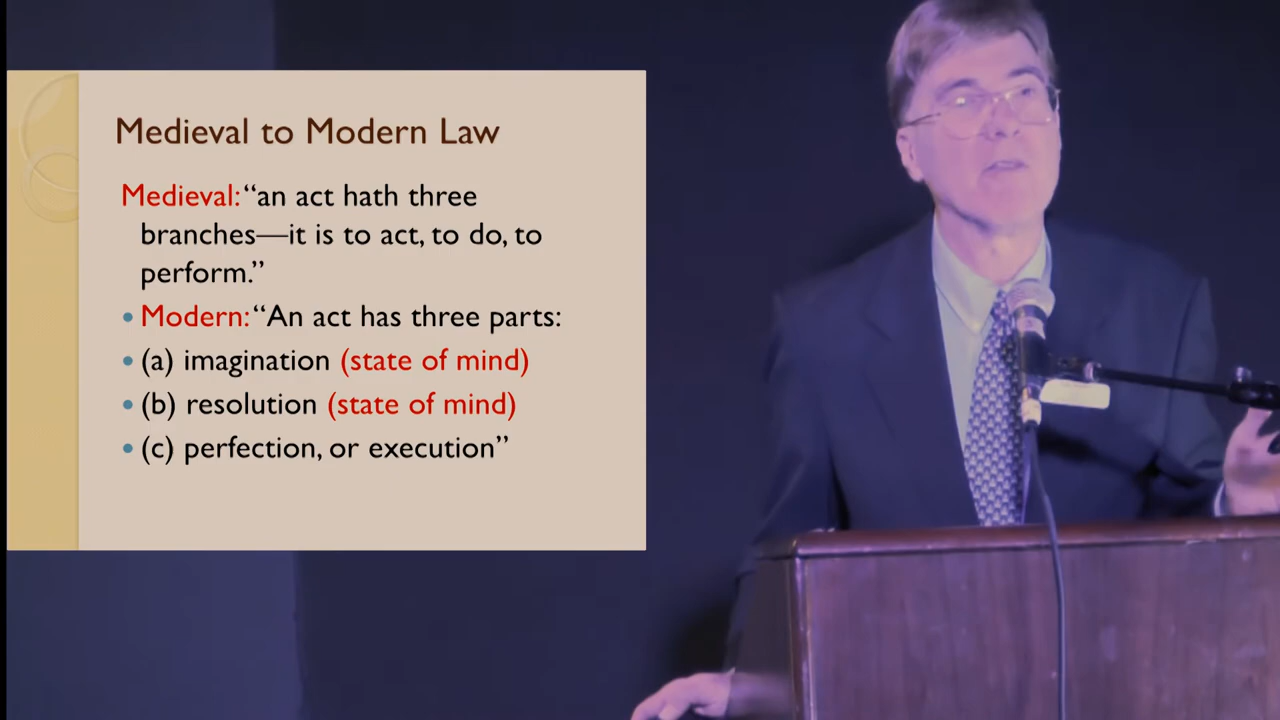 Medieval to Modern Law
Medieval: “an act hath three
branches—it is to act, to do, to
perform.”
• Modern: “An act has three parts:
• (a) imagination (state of mind)
• (b) resolution (state of mind)
• (c) perfection, or execution”